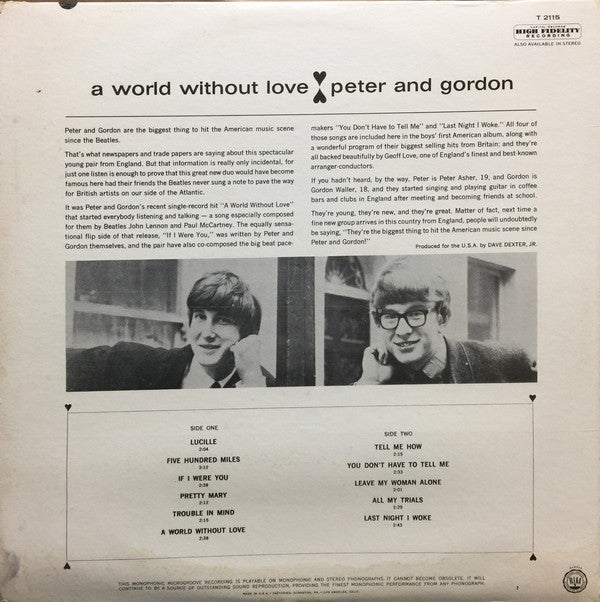 T 2115
CAPITOL RECORDS
HIGH FIDELITY
RECORDING
ALSO AVAILABLE IN STEREO
a world without love peter and gordon
Peter and Gordon are the biggest thing to hit the American music scene
since the Beatles.
That's what newspapers and trade papers are saying about this spectacular
young pair from England. But that information is really only incidental, for
just one listen is enough to prove that this great new duo would have become
famous here had their friends the Beatles never sung a note to pave the way
for British artists on our side of the Atlantic.
It was Peter and Gordon's recent single-record hit "A World Without Love"
that started everybody listening and talking — a song especially composed
for them by Beatles John Lennon and Paul McCartney. The equally sensa-
tional flip side of that release, "If I Were You," was written by Peter and
Gordon themselves, and the pair have also co-composed the big beat pace-
makers "You Don't Have to Tell Me" and "Last Night I Woke." All four of
those songs are included here in the boys' first American album, along with
a wonderful program of their biggest selling hits from Britain; and they're
all backed beautifully by Geoff Love, one of England's finest and best-known
arranger-conductors.
If you hadn't heard, by the way, Peter is Peter Asher, 19, and Gordon is
Gordon Waller, 18, and they started singing and playing guitar in coffee
bars and clubs in England after meeting and becoming friends at school.
They're young, they're new, and they're great. Matter of fact, next time a
fine new group arrives in this country from England, people will undoubtedly
be saying, "They're the biggest thing to hit the American music scene since
Peter and Gordon!"
Produced for the U.S.A. by DAVE DEXTER, JR.
SIDE ONE
LUCILLE
2:04
FIVE HUNDRED MILES
3:12
IF I WERE YOU
2:28
PRETTY MARY
2:12
TROUBLE IN MIND
2:15
A WORLD WITHOUT LOVE
2:38
SIDE TWO
TELL ME HOW
2:15
YOU DON'T HAVE TO TELL ME
2:33
LEAVE MY WOMAN ALONE
2:01
ALL MY TRIALS
2:29
LAST NIGHT I WOKE
2:43
THIS MONOPHONIC MICROGROOVE RECORDING IS PLAYABLE ON MONOPHONIC AND STEREO PHONOGRAPHS. IT CANNOT BECOME OBSOLETE. IT WILL
CONTINUE TO BE A SOURCE OF OUTSTANDING SOUND REPRODUCTION, PROVIDING THE FINEST MONOPHONIC PERFORMANCE FROM ANY PHONOGRAPH.
MADE IN U.S.A. FACTORIES: SCRANTON, PA. – LOS ANGELES, CALIF.